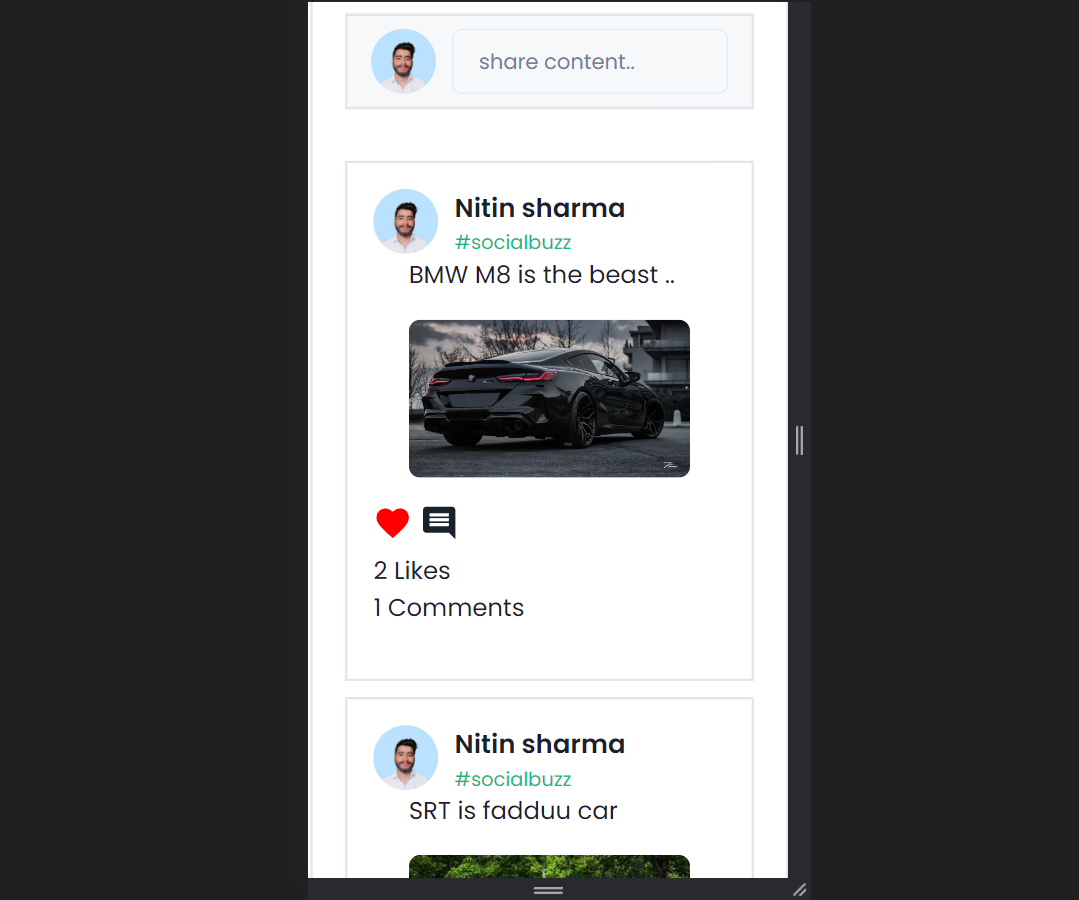 share content..
Nitin sharma
#socialbuzz
BMW M8 is the beast ..
2 Likes
1 Comments
Nitin sharma
#socialbuzz
SRT is fadduu car